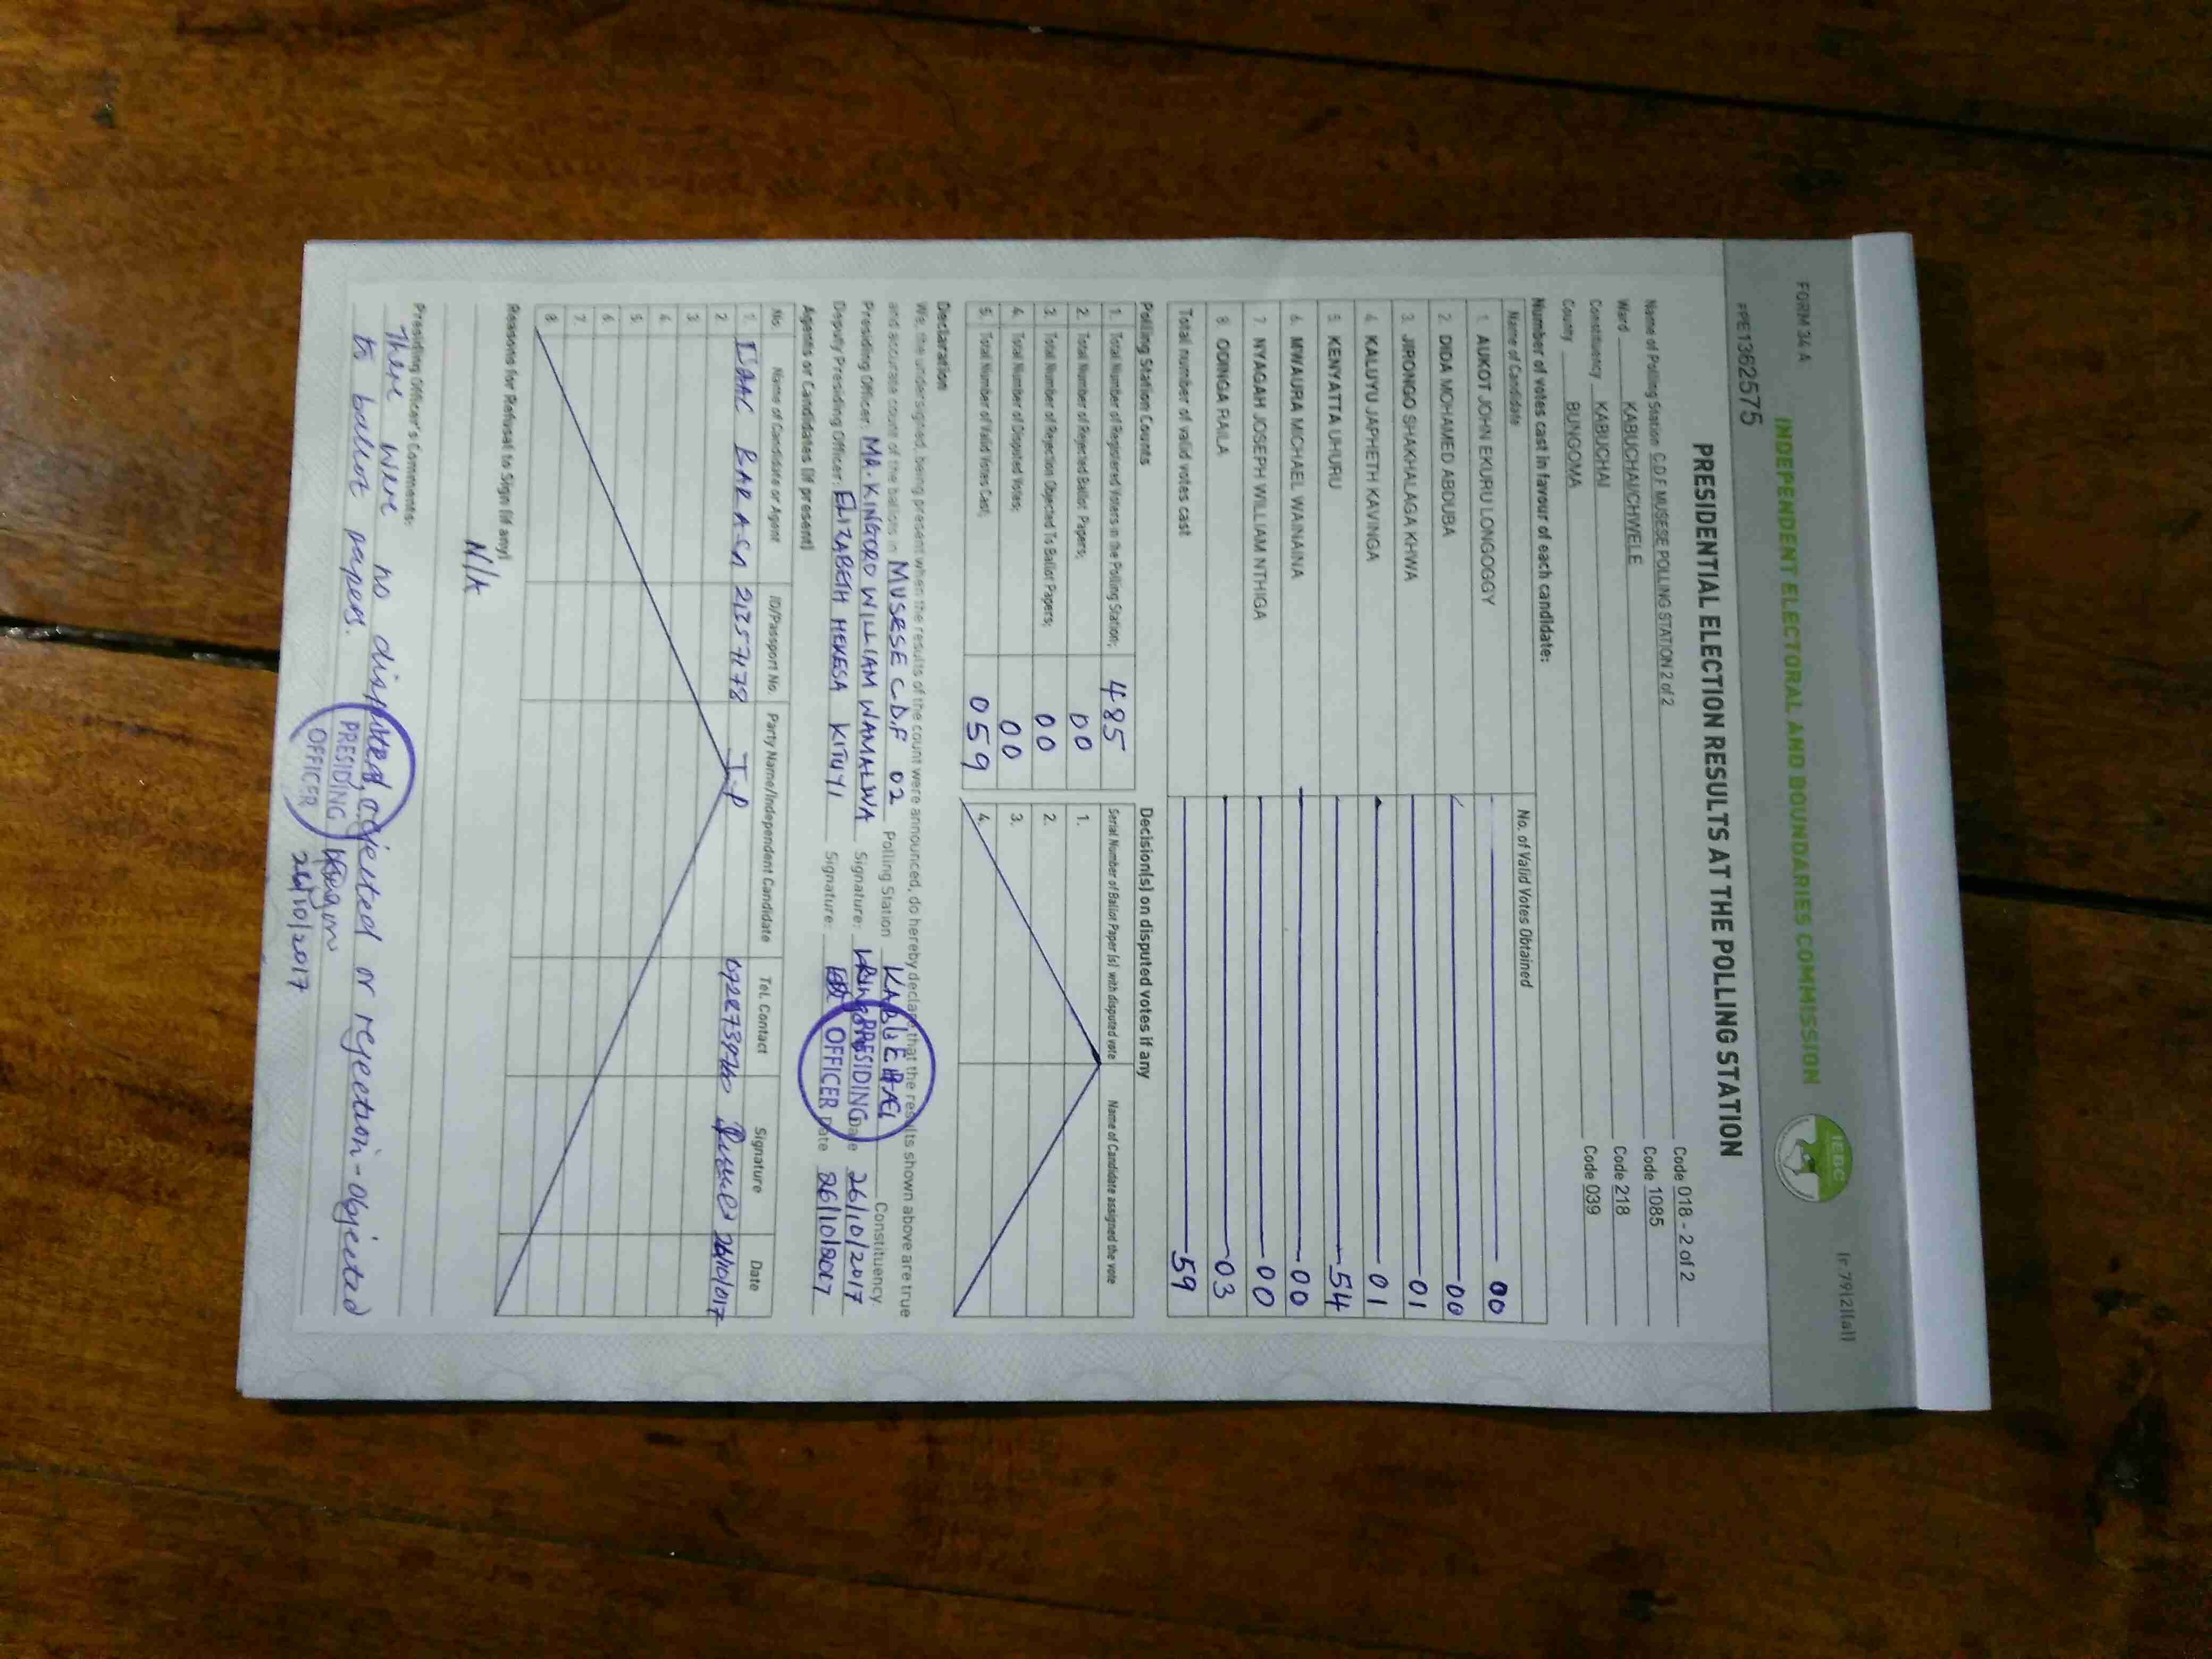 FORM 34 A
(r.79(2)(a))
INDEPENDENT ELECTORAL AND BOUNDARIES COMMISSION
IEBC
#PE1362575
PRESIDENTIAL ELECTION RESULTS AT THE POLLING STATION
Name of Polling Station C.D.F MUSESE POLLING STATION 2 of 2 Code 018 - 2 of 2
Ward KABUCHAI/CHWELE Code 1085
Constituency KABUCHAI Code 218
County BUNGOMA Code 039
Number of votes cast in favour of each candidate:
Name of Candidate No. of Valid Votes Obtained
1. AUKOT JOHN EKURU LONGOGGY 00
2. DIDA MOHAMED ABDUBA 00
3. JIRONGO SHAKHALAGA KHWA 01
4. KALUYU JAPHETH KAVINGA 01
5. KENYATTA UHURU 54
6. MWAURA MICHAEL WAINAINA 00
7. NYAGAH JOSEPH WILLIAM NTHIGA 00
8. ODINGA RAILA 03
Total number of valid votes cast 59
Polling Station Counts
1. Total Number of Registered Voters in the Polling Station; 485
2. Total Number of Rejected Ballot Papers; 00
3. Total Number of Rejection Objected To Ballot Papers; 00
4. Total Number of Disputed Votes; 00
5. Total Number of Valid Votes Cast; 059
Decision(s) on disputed votes if any
Serial Number of Ballot Paper (s) with disputed vote Name of Candidate assigned the vote
1.
2.
3.
4.
Declaration
We, the undersigned, being present when the results of the count were announced, do hereby declare that the results shown above are true
and accurate count of the ballots in MUSESE C.D.F 02 Polling Station Constituency
Presiding Officer: MA. KINGORO WILLIAM WAMALWA Signature: Date 26/10/2017
Deputy Presiding Officer: ELIZABETH NEKESA KITUYI Signature: Date 26/10/2017
PRESIDING
OFFICER
Agents or Candidates (if present)
No. Name of Candidate or Agent ID/Passport No. Party Name/Independent Candidate Tel. Contact Signature Date
1. ISAAC BARASA J.P 26/10/017
2.
3.
4.
5.
6.
7.
8.
Reasons for Refusal to Sign (if any)
N/A
Presiding Officer's Comments:
There were no disputed, objected or rejection-objected
to ballot papers.
PRESIDING
OFFICER
26/10/2017